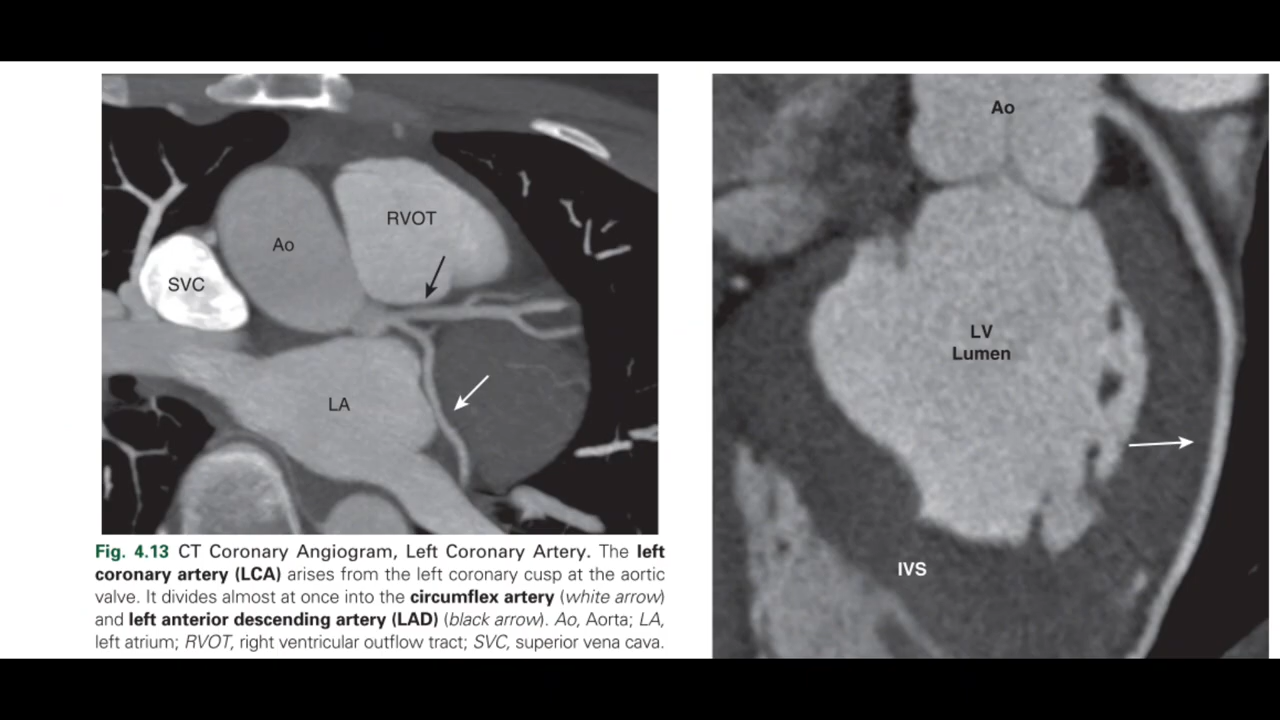 Ao
RVOT
SVC
LA
Fig. 4.13 CT Coronary Angiogram, Left Coronary Artery. The left
coronary artery (LCA) arises from the left coronary cusp at the aortic
valve. It divides almost at once into the circumflex artery (white arrow)
and left anterior descending artery (LAD) (black arrow). Ao, Aorta; LA,
left atrium; RVOT, right ventricular outflow tract; SVC, superior vena cava.
Ao
LV
Lumen
IVS